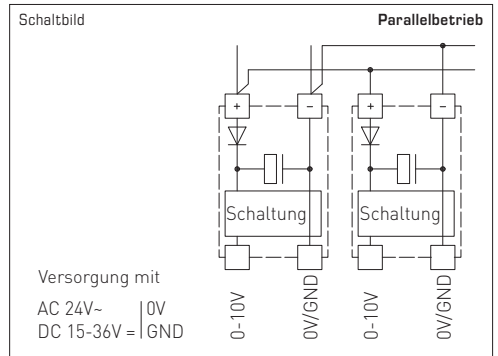 Schaltbild
Parallelbetrieb
+ − + −
Schaltung Schaltung
Versorgung mit
AC 24V~ | 0V
DC 15-36V = | GND
0-10V
0V/GND
0-10V
0V/GND